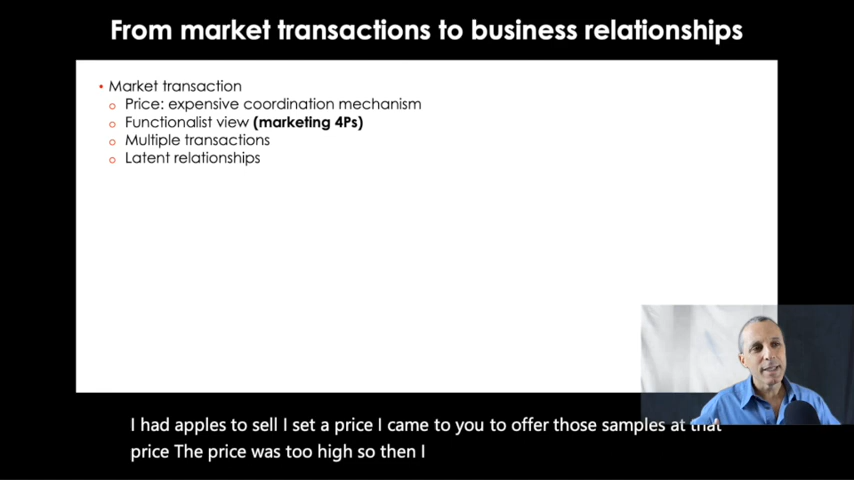 From market transactions to business relationships
• Market transaction
o Price: expensive coordination mechanism
o Functionalist view (marketing 4Ps)
o Multiple transactions
o Latent relationships
I had apples to sell I set a price I came to you to offer those samples at that
price The price was too high so then I